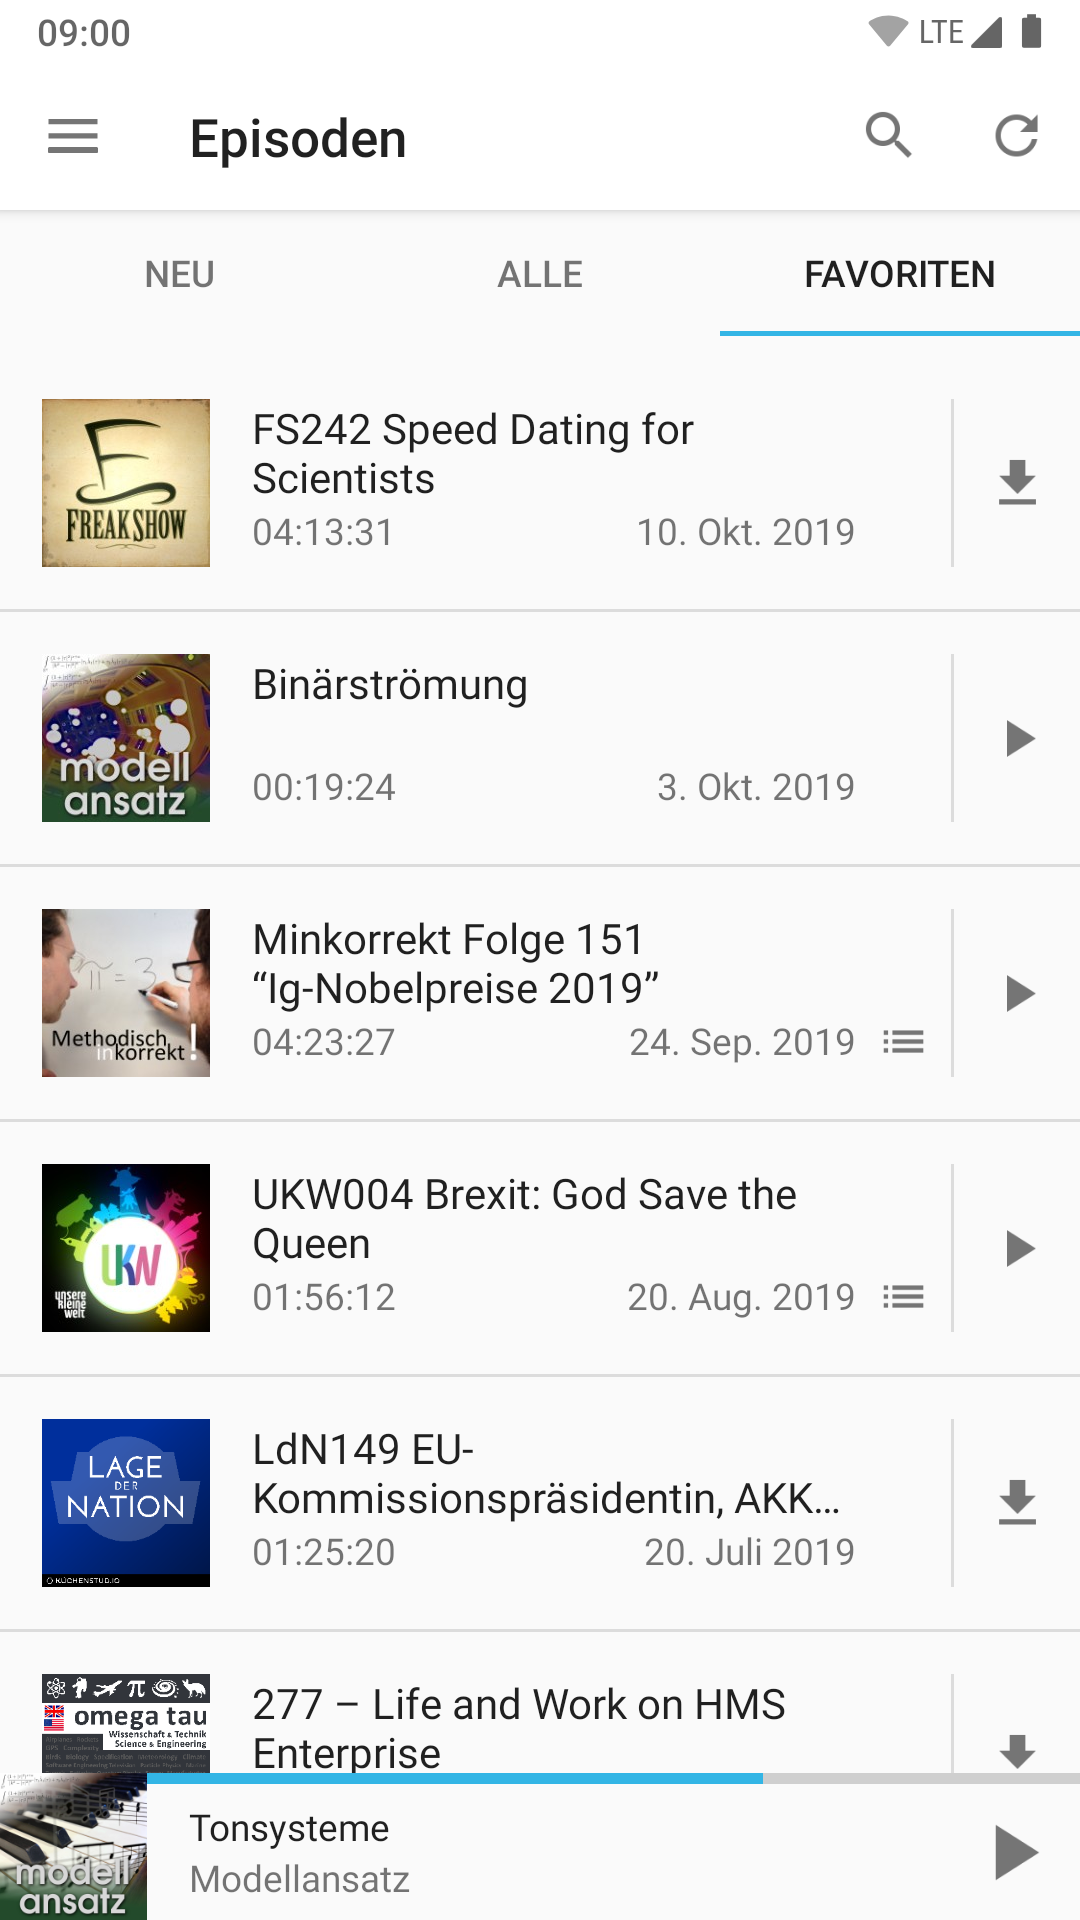 09:00 LTE
Episoden
NEU ALLE FAVORITEN
FREAK SHOW
FS242 Speed Dating for
Scientists
04:13:31 10. Okt. 2019
modell
ansatz
Binärströmung
00:19:24 3. Okt. 2019
π = 3
Methodisch
inkorrekt!
Minkorrekt Folge 151
“Ig-Nobelpreise 2019”
04:23:27 24. Sep. 2019
UKW
unsere
kleine
welt
UKW004 Brexit: God Save the
Queen
01:56:12 20. Aug. 2019
LAGE
DER
NATION
KÜCHENSTUD.IO
LdN149 EU-
Kommissionspräsidentin, AKK…
01:25:20 20. Juli 2019
omega tau
Wissenschaft & Technik
Science & Engineering
277 – Life and Work on HMS
Enterprise
modell
ansatz
Tonsysteme
Modellansatz